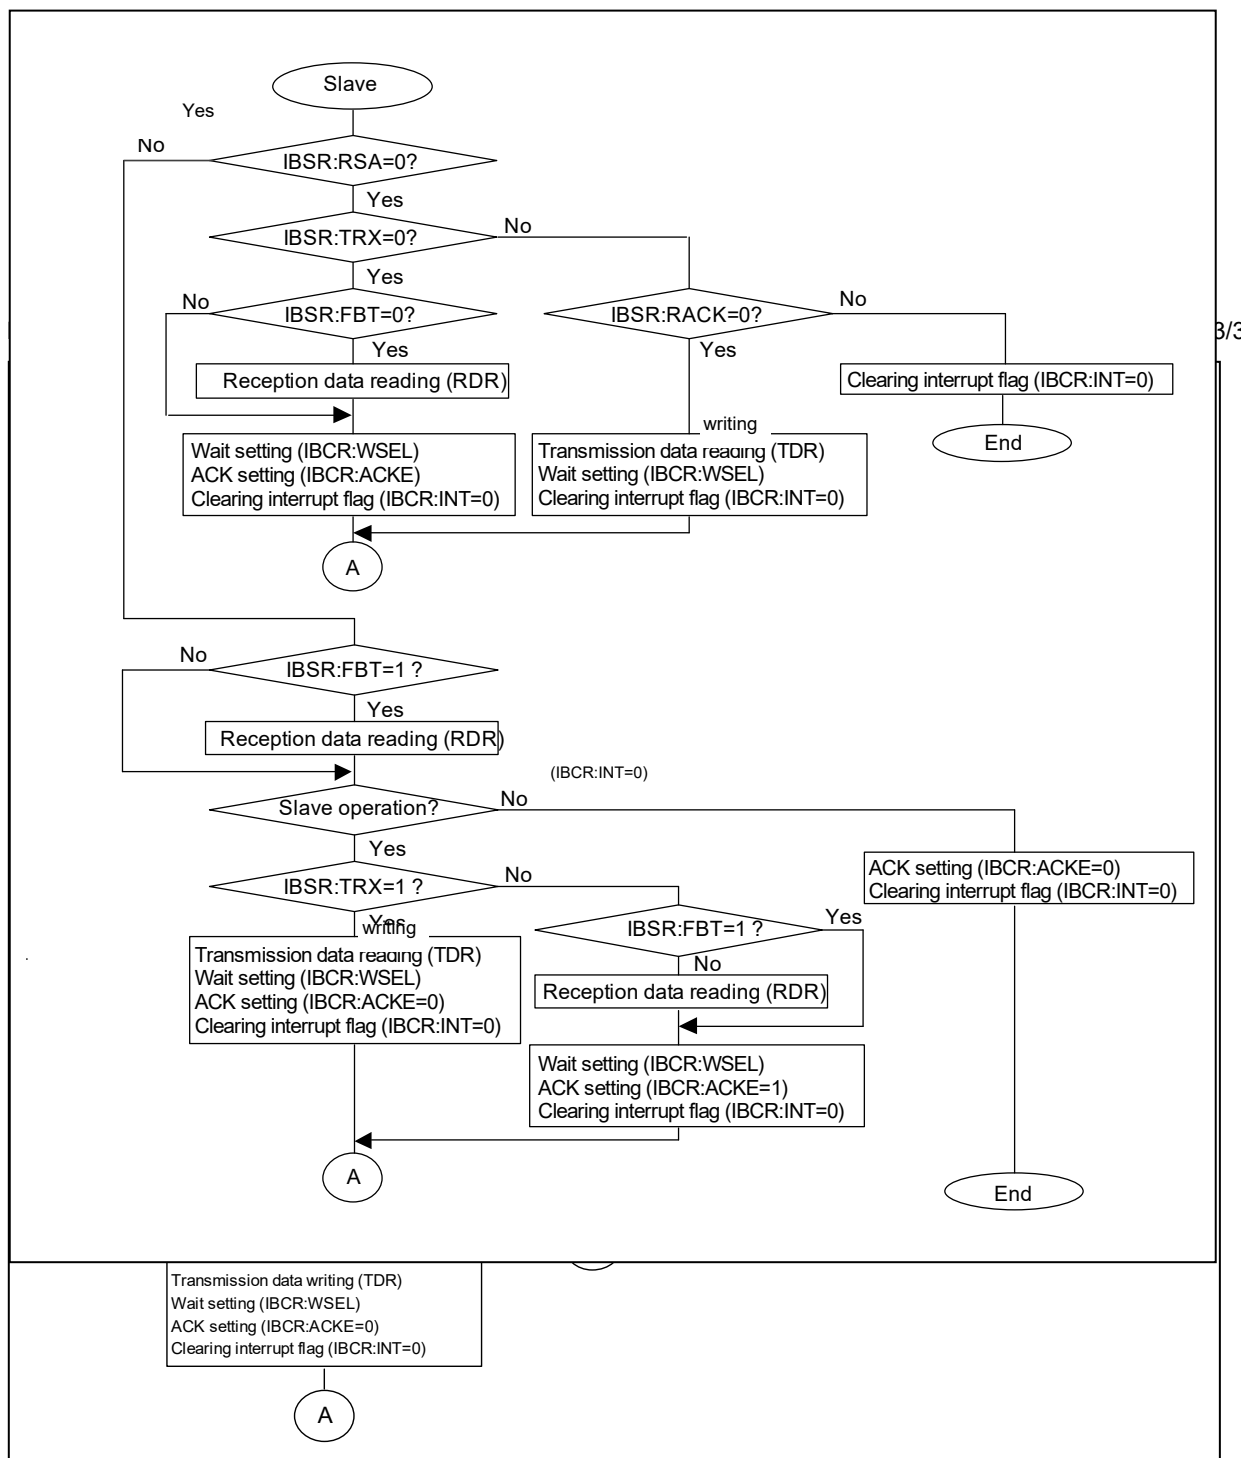 Slave
Yes
No
IBSR:RSA=0?
Yes
No
IBSR:TRX=0?
Yes
No
IBSR:FBT=0?
IBSR:RACK=0?
No
3/3
Yes
Yes
Reception data reading (RDR)
Clearing interrupt flag (IBCR:INT=0)
writing
Wait setting (IBCR:WSEL)
ACK setting (IBCR:ACKE)
Clearing interrupt flag (IBCR:INT=0)
Transmission data reading (TDR)
Wait setting (IBCR:WSEL)
Clearing interrupt flag (IBCR:INT=0)
End
A
No
IBSR:FBT=1 ?
Yes
Reception data reading (RDR)
(IBCR:INT=0)
Slave operation?
No
Yes
ACK setting (IBCR:ACKE=0)
Clearing interrupt flag (IBCR:INT=0)
IBSR:TRX=1 ?
No
Yes
writing
IBSR:FBT=1 ?
Yes
No
Transmission data reading (TDR)
Wait setting (IBCR:WSEL)
ACK setting (IBCR:ACKE=0)
Clearing interrupt flag (IBCR:INT=0)
Reception data reading (RDR)
Wait setting (IBCR:WSEL)
ACK setting (IBCR:ACKE=1)
Clearing interrupt flag (IBCR:INT=0)
A
End
Transmission data writing (TDR)
Wait setting (IBCR:WSEL)
ACK setting (IBCR:ACKE=0)
Clearing interrupt flag (IBCR:INT=0)
A